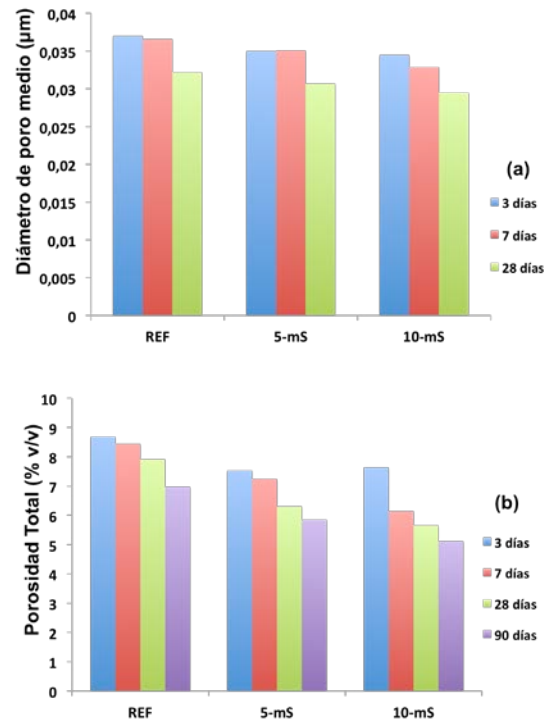 Diámetro de poro medio (µm)
0,04
0,035
0,03
0,025
0,02
0,015
0,01
0,005
0
REF
5-mS
10-mS
(a)
3 días
7 días
28 días
Porosidad Total (% v/v)
10
9
8
7
6
5
4
3
2
1
0
REF
5-mS
10-mS
(b)
3 días
7 días
28 días
90 días